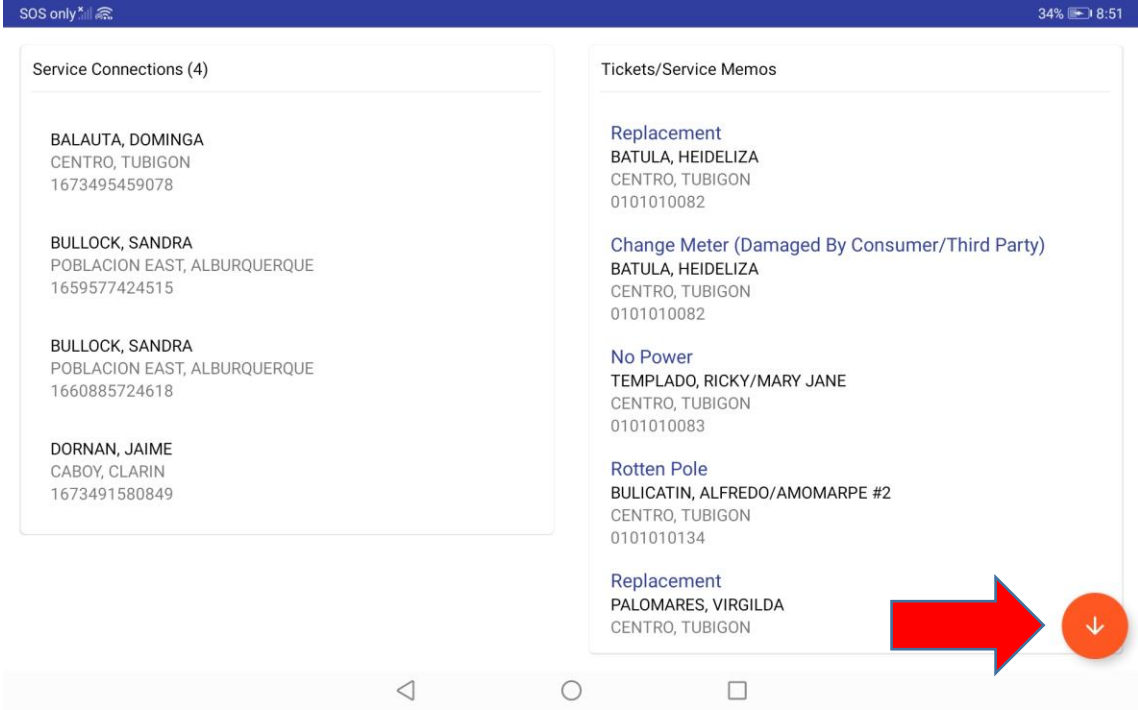 SOS only
34% 8:51
Service Connections (4)
BALAUTA, DOMINGA
CENTRO, TUBIGON
1673495459078
BULLOCK, SANDRA
POBLACION EAST, ALBURQUERQUE
1659577424515
BULLOCK, SANDRA
POBLACION EAST, ALBURQUERQUE
1660885724618
DORNAN, JAIME
CABOY, CLARIN
1673491580849
Tickets/Service Memos
Replacement
BATULA, HEIDELIZA
CENTRO, TUBIGON
0101010082
Change Meter (Damaged By Consumer/Third Party)
BATULA, HEIDELIZA
CENTRO, TUBIGON
0101010082
No Power
TEMPLADO, RICKY/MARY JANE
CENTRO, TUBIGON
0101010083
Rotten Pole
BULICATIN, ALFREDO/AMOMARPE #2
CENTRO, TUBIGON
0101010134
Replacement
PALOMARES, VIRGILDA
CENTRO, TUBIGON